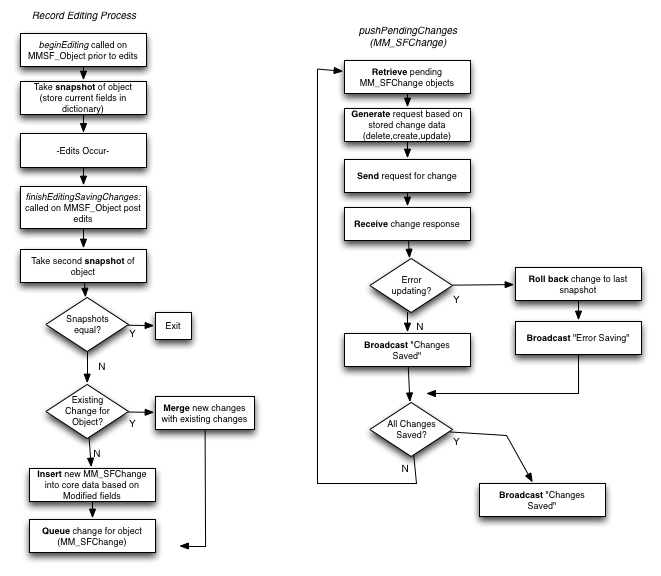 Record Editing Process
beginEditing called on
MMSF_Object prior to edits
Take snapshot of object
(store current fields in
dictionary)
-Edits Occur-
finishEditingSavingChanges:
called on MMSF_Object post
edits
Take second snapshot of
object
Snapshots
equal?
Y
Exit
N
Existing
Change for
Object?
Y
Merge new changes
with existing changes
N
Insert new MM_SFChange
into core data based on
Modified fields
Queue change for object
(MM_SFChange)
pushPendingChanges
(MM_SFChange)
Retrieve pending
MM_SFChange objects
Generate request based on
stored change data
(delete,create,update)
Send request for change
Receive change response
Error
updating?
Y
Roll back change to last
snapshot
N
Broadcast "Changes
Saved"
Broadcast "Error Saving"
All Changes
Saved?
Y
N
Broadcast "Changes
Saved"